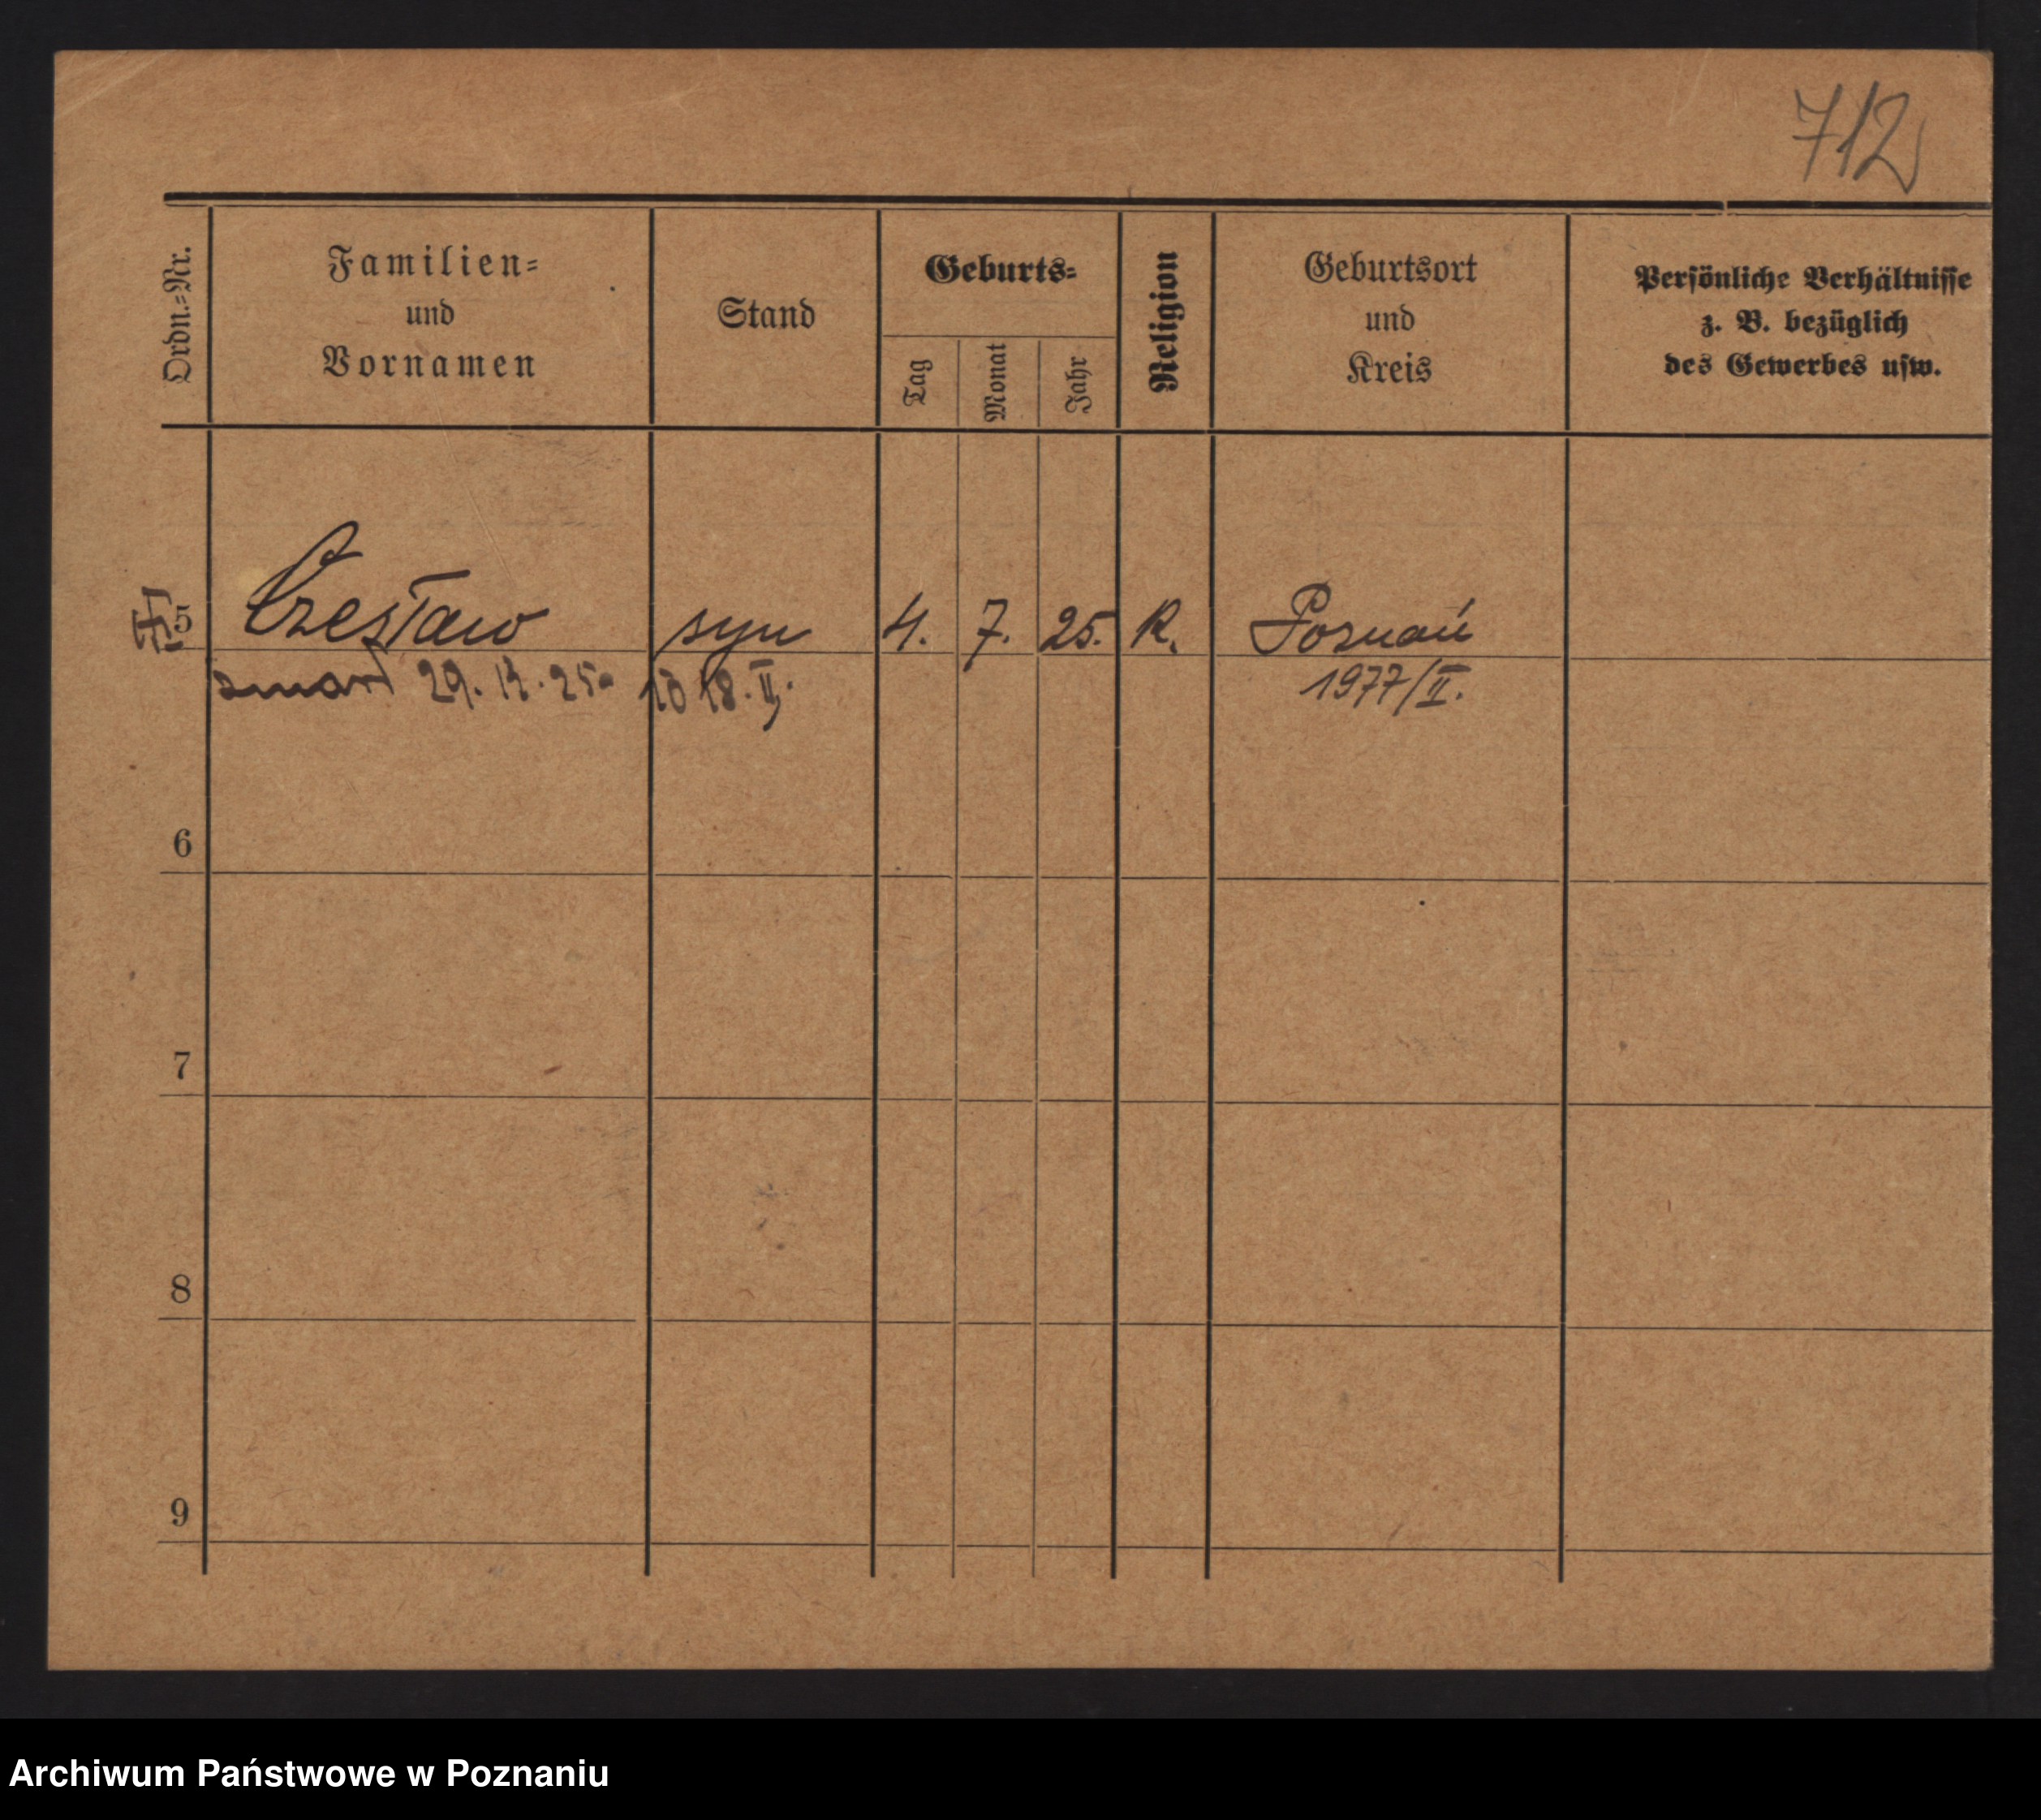 712
Ordn.=Nr.
Familien=
und
Vornamen
Stand
Geburts=
Tag
Monat
Jahr
Religion
Geburtsort
und
Kreis
Persönliche Verhältnisse
z. B. bezüglich
des Gewerbes usw.
5 Czesław syn 4. 7. 25. R. Poznań
zmarł 29. 12. 25. 18. II. 1977/II.
6
7
8
9
Archiwum Państwowe w Poznaniu